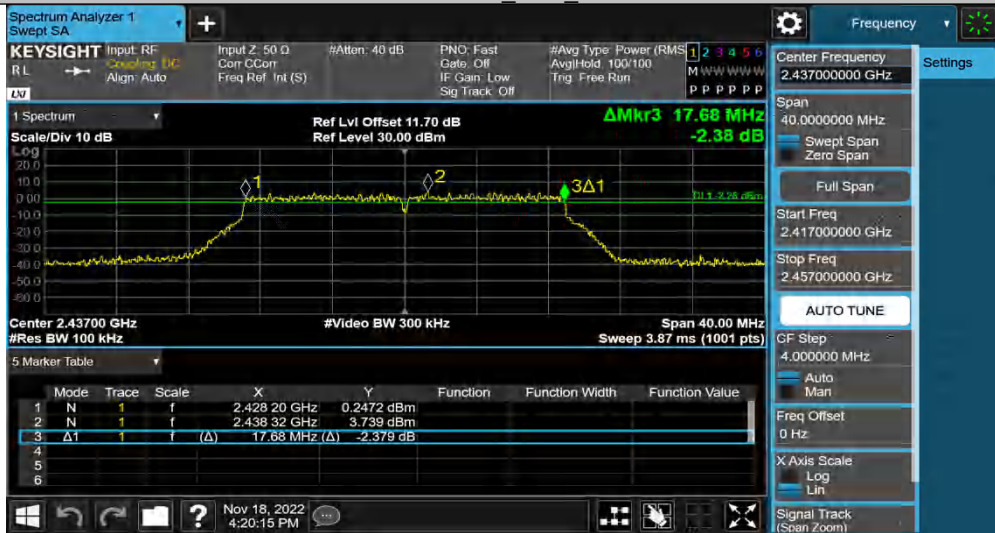 Spectrum Analyzer 1
Swept SA
+
Frequency
KEYSIGHT Input: RF Input Z: 50 Ω #Atten: 40 dB PNO: Fast #Avg Type: Power (RMS 1 2 3 4 5 6
RL Coupling: DC Corr CCorr Gate: Off Avg|Hold: 100/100 M W W W W W
Align: Auto Freq Ref: Int (S) IF Gain: Low Trig: Free Run
Sig Track: Off P P P P P P
LXI
1 Spectrum
Scale/Div 10 dB
Ref Lvl Offset 11.70 dB
Ref Level 30.00 dBm
ΔMkr3 17.68 MHz
-2.38 dB
Log
20.0
10.0
0.00
-10.0
-20.0
-30.0
-40.0
-50.0
-60.0
1
2
3Δ1
DL1 -2.26 dBm
Center 2.43700 GHz #Video BW 300 kHz Span 40.00 MHz
#Res BW 100 kHz Sweep 3.87 ms (1001 pts)
5 Marker Table
Mode Trace Scale X Y Function Function Width Function Value
1 N 1 f 2.428 20 GHz 0.2472 dBm
2 N 1 f 2.438 32 GHz 3.739 dBm
3 Δ1 1 f (Δ) 17.68 MHz (Δ) -2.379 dB
4
5
6
?
Nov 18, 2022
4:20:15 PM
Center Frequency
2.437000000 GHz
Settings
Span
40.0000000 MHz
Swept Span
Zero Span
Full Span
Start Freq
2.417000000 GHz
Stop Freq
2.457000000 GHz
AUTO TUNE
CF Step
4.000000 MHz
Auto
Man
Freq Offset
0 Hz
X Axis Scale
Log
Lin
Signal Track
(Span Zoom)